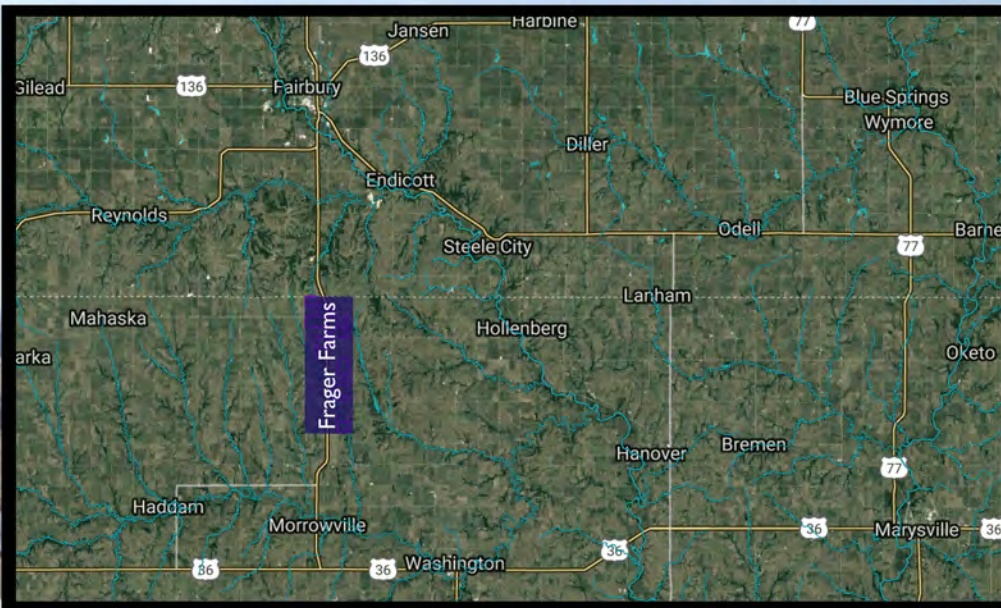 Harbine
77
Jansen
136
Gilead
136
Fairbury
Blue Springs
Wymore
Diller
Endicott
Reynolds
Odell
Barne
Steele City
77
Lanham
Frager Farms
Mahaska
Hollenberg
arka
Oketo
Hanover
Bremen
77
Haddam
Morrowville
36
36
Marysville
36
36
Washington
36
36